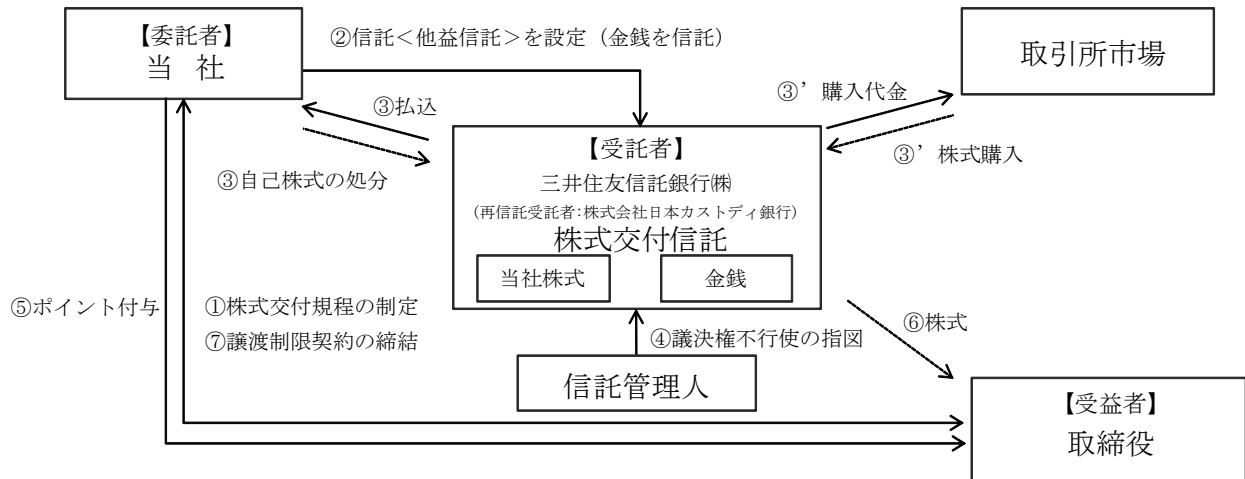 【委託者】
当 社
②信託＜他益信託＞を設定（金銭を信託）
取引所市場
③払込
③’購入代金
③自己株式の処分
【受託者】
三井住友信託銀行㈱
(再信託受託者：株式会社日本カストディ銀行)
株式交付信託
当社株式
金銭
③’株式購入
⑤ポイント付与
①株式交付規程の制定
⑦譲渡制限契約の締結
④議決権不行使の指図
⑥株式
信託管理人
【受益者】
取締役